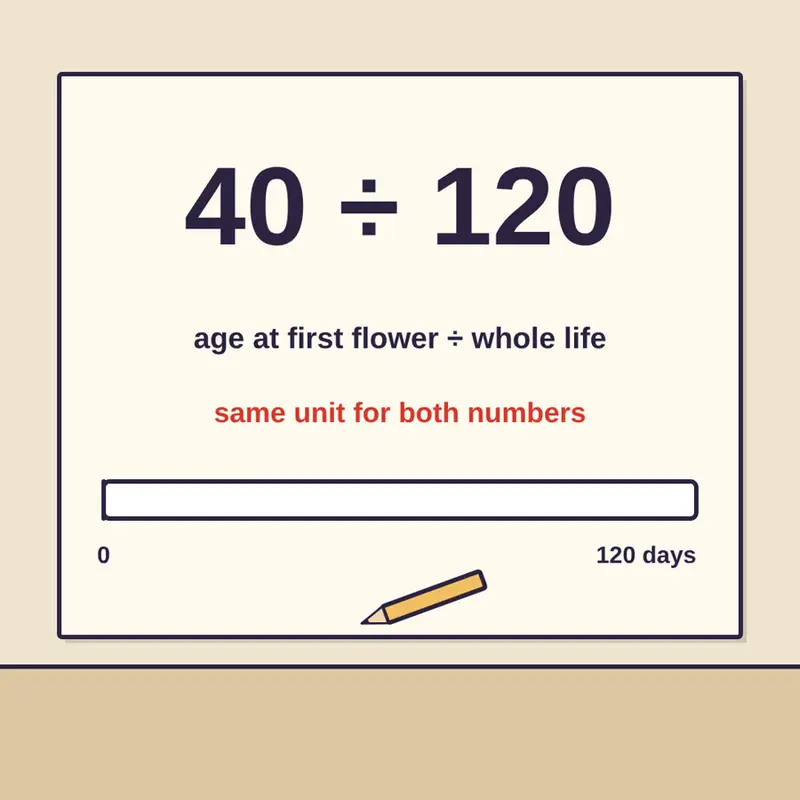 40 ÷ 120
age at first flower ÷ whole life
same unit for both numbers
0 120 days